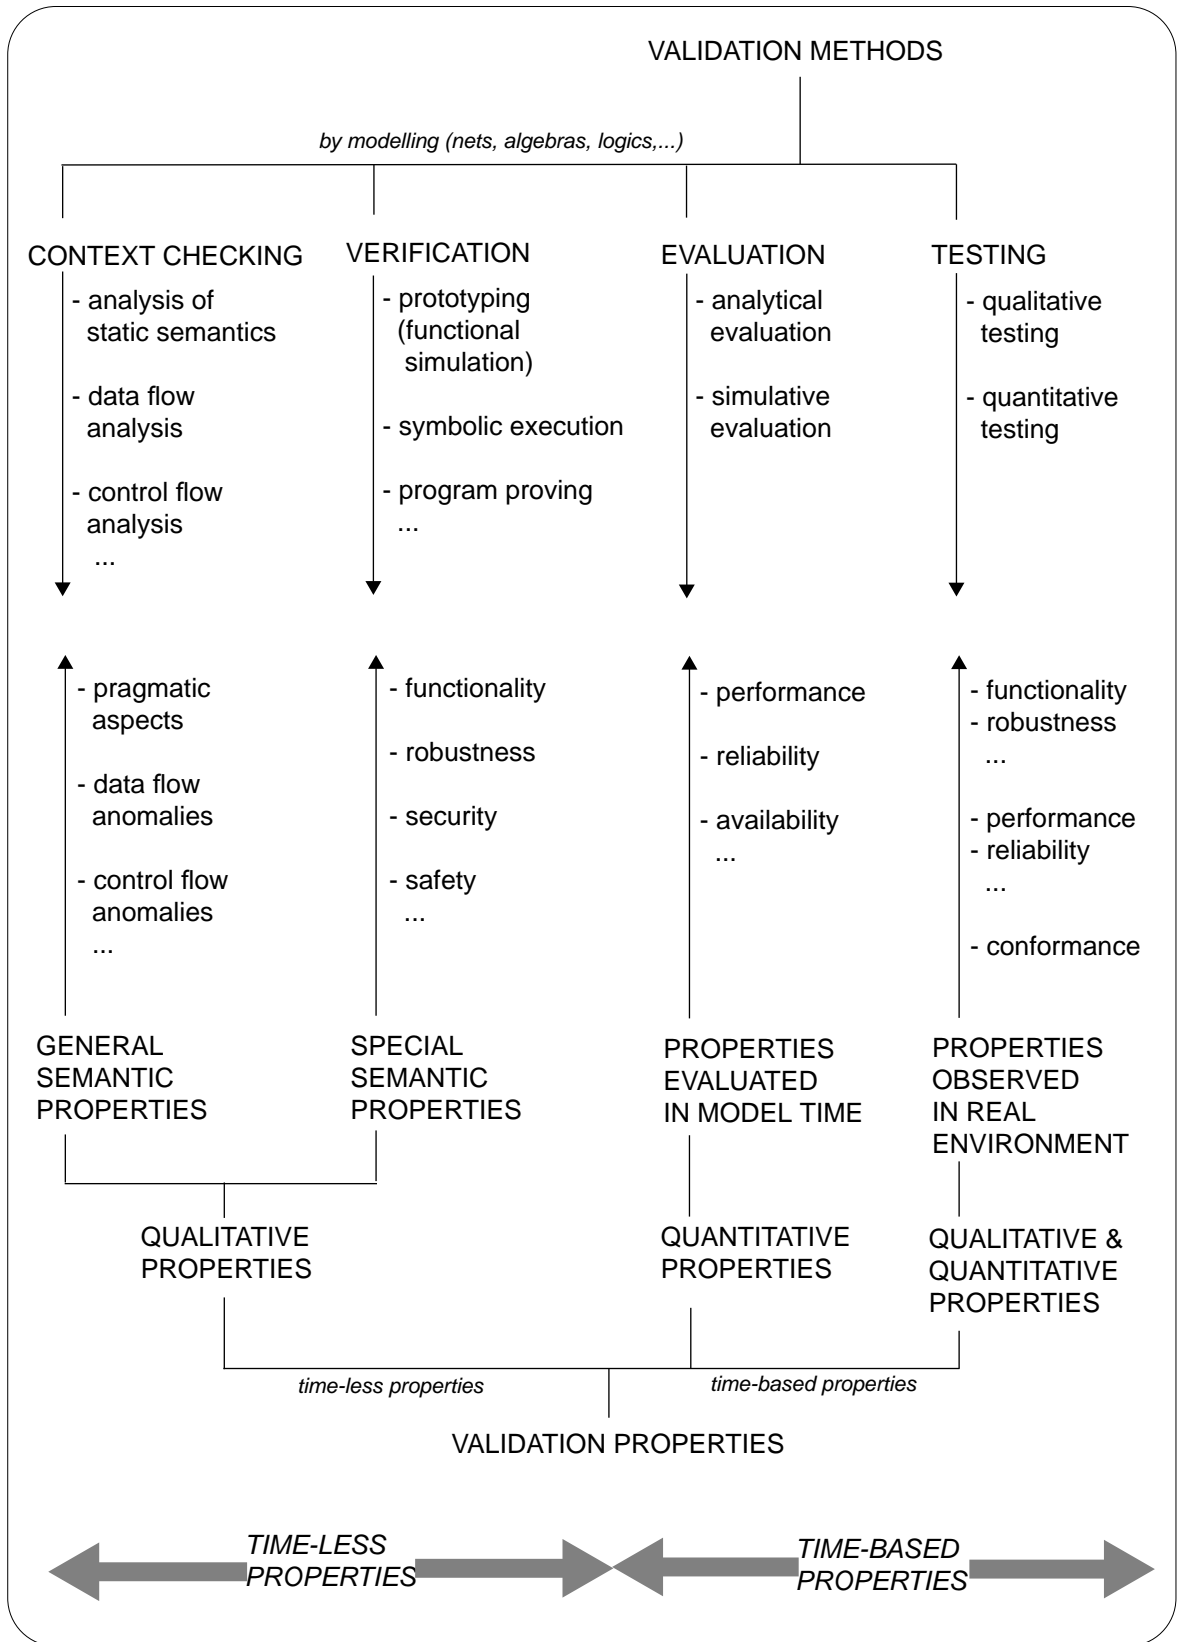 VALIDATION METHODS
by modelling (nets, algebras, logics,...)
CONTEXT CHECKING
- analysis of
static semantics
- data flow
analysis
- control flow
analysis
...
VERIFICATION
- prototyping
(functional
simulation)
- symbolic execution
- program proving
...
EVALUATION
- analytical
evaluation
- simulative
evaluation
TESTING
- qualitative
testing
- quantitative
testing
- pragmatic
aspects
- data flow
anomalies
- control flow
anomalies
...
GENERAL
SEMANTIC
PROPERTIES
- functionality
- robustness
- security
- safety
...
SPECIAL
SEMANTIC
PROPERTIES
- performance
- reliability
- availability
...
PROPERTIES
EVALUATED
IN MODEL TIME
- functionality
- robustness
...
- performance
- reliability
...
- conformance
PROPERTIES
OBSERVED
IN REAL
ENVIRONMENT
QUALITATIVE
PROPERTIES
QUANTITATIVE
PROPERTIES
QUALITATIVE &
QUANTITATIVE
PROPERTIES
time-less properties
time-based properties
VALIDATION PROPERTIES
TIME-LESS
PROPERTIES
TIME-BASED
PROPERTIES